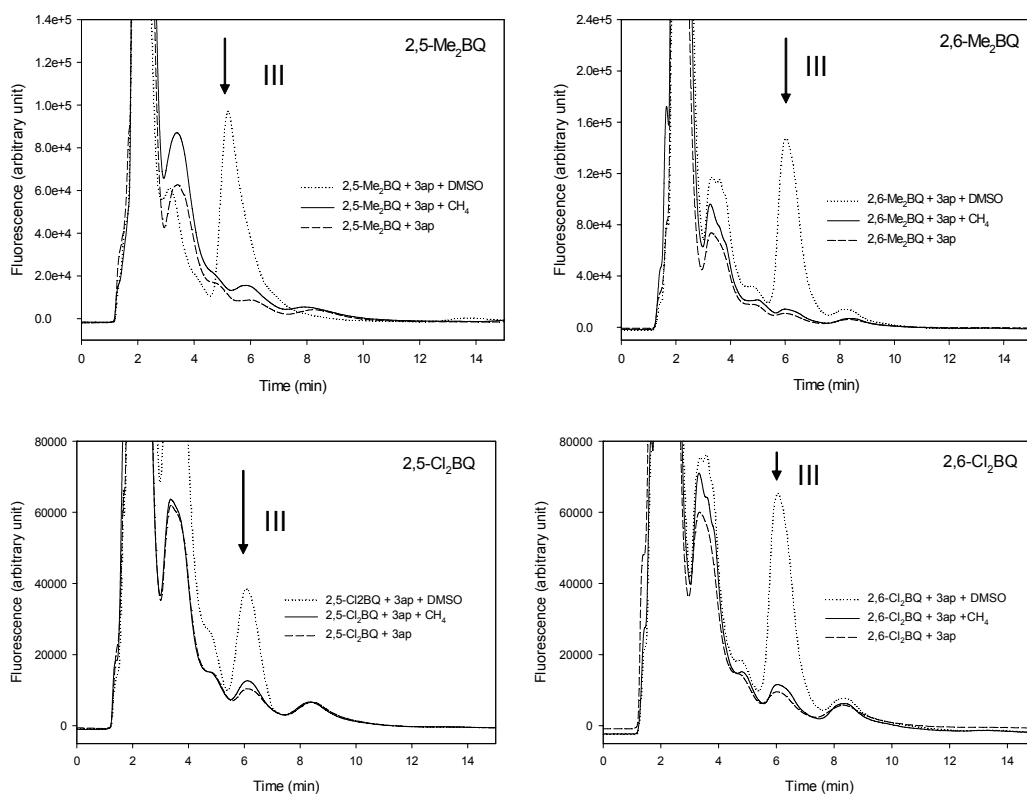 2,5-Me₂BQ
III
Fluorescence (arbitrary unit)
1.4e+5
1.2e+5
1.0e+5
8.0e+4
6.0e+4
4.0e+4
2.0e+4
0.0
2,5-Me₂BQ + 3ap + DMSO
2,5-Me₂BQ + 3ap + CH₄
2,5-Me₂BQ + 3ap
0 2 4 6 8 10 12 14
Time (min)
2,6-Me₂BQ
III
Fluorescence (arbitrary unit)
2.4e+5
2.0e+5
1.6e+5
1.2e+5
8.0e+4
4.0e+4
0.0
2,6-Me₂BQ + 3ap + DMSO
2,6-Me₂BQ + 3ap + CH₄
2,6-Me₂BQ + 3ap
0 2 4 6 8 10 12 14
Time (min)
2,5-Cl₂BQ
III
Fluorescence (arbitrary unit)
80000
60000
40000
20000
0
2,5-Cl2BQ + 3ap + DMSO
2,5-Cl₂BQ + 3ap + CH₄
2,5-Cl₂BQ + 3ap
0 2 4 6 8 10 12 14
Time (min)
2,6-Cl₂BQ
III
Fluorescence (arbitrary unit)
80000
60000
40000
20000
0
2,6-Cl₂BQ + 3ap + DMSO
2,6-Cl₂BQ + 3ap +CH₄
2,6-Cl₂BQ + 3ap
0 2 4 6 8 10 12 14
Time (min)